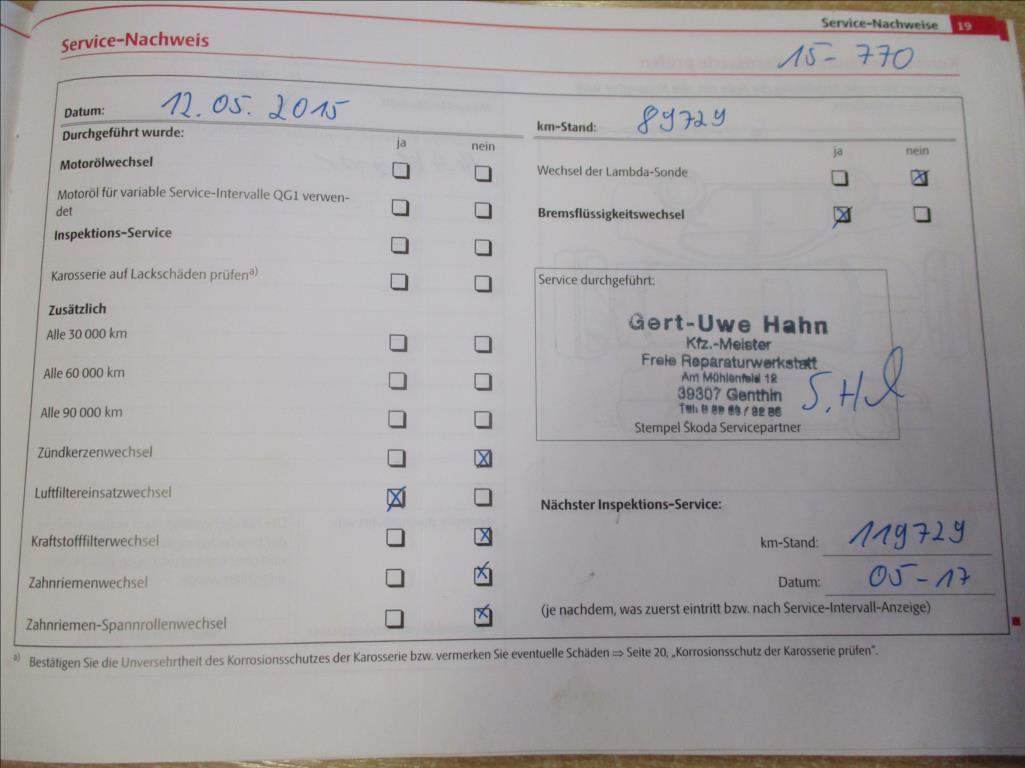 Service-Nachweise 19
Service-Nachweis
15-770
Datum: 12.05.2015
km-Stand: 89729
Durchgeführt wurde:
ja nein
Motorölwechsel
Motoröl für variable Service-Intervalle QG1 verwen-
det
Inspektions-Service
Karosserie auf Lackschäden prüfen a)
Zusätzlich
Alle 30 000 km
Alle 60 000 km
Alle 90 000 km
Zündkerzenwechsel
Luftfiltereinsatzwechsel
Kraftstofffilterwechsel
Zahnriemenwechsel
Zahnriemen-Spannrollenwechsel
ja nein
Wechsel der Lambda-Sonde
Bremsflüssigkeitswechsel
Service durchgeführt:
Gert-Uwe Hahn
Kfz.-Meister
Freie Reparaturwerkstatt
Am Mühlenfeld 12
39307 Genthin
Stempel Škoda Servicepartner
Nächster Inspektions-Service:
km-Stand: 119729
Datum: 05-17
(je nachdem, was zuerst eintritt bzw. nach Service-Intervall-Anzeige)
a) Bestätigen Sie die Unversehrtheit des Korrosionsschutzes der Karosserie bzw. vermerken Sie eventuelle Schäden ⇒ Seite 20, „Korrosionsschutz der Karosserie prüfen“.